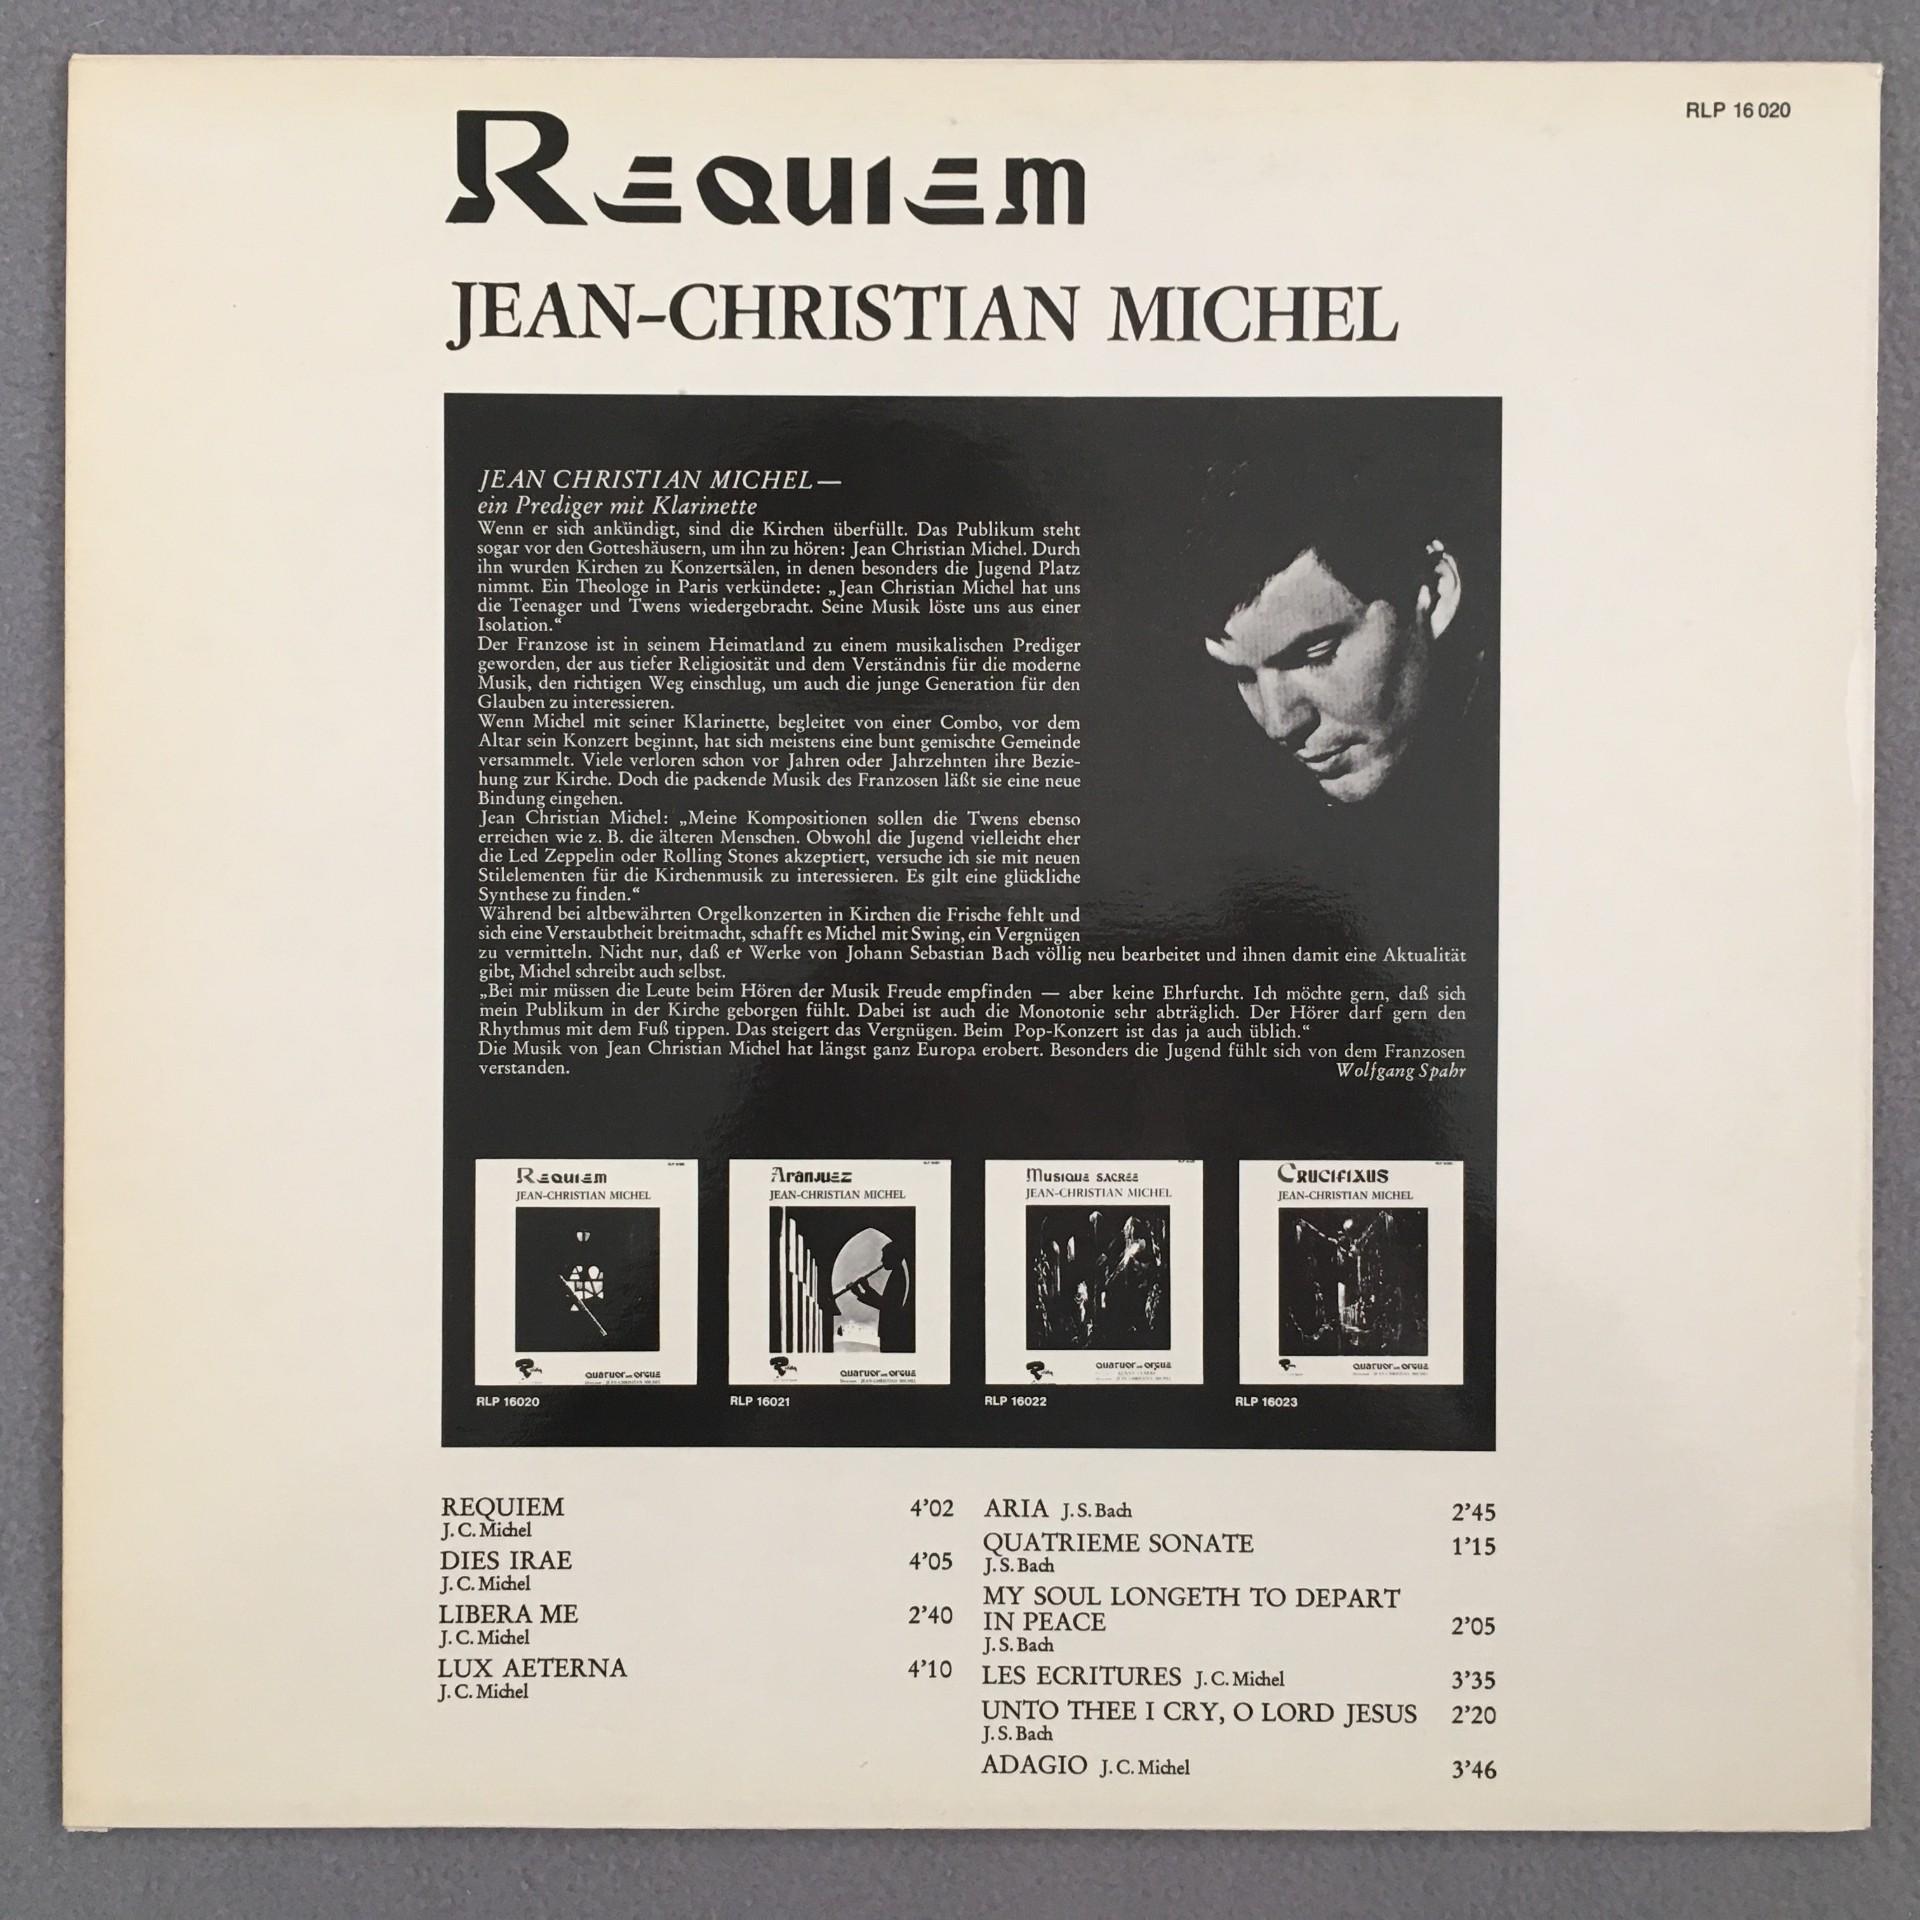 RLP 16 020
REQUIEM
JEAN-CHRISTIAN MICHEL
JEAN CHRISTIAN MICHEL —
ein Prediger mit Klarinette
Wenn er sich ankündigt, sind die Kirchen überfüllt. Das Publikum steht
sogar vor den Gotteshäusern, um ihn zu hören: Jean Christian Michel. Durch
ihn wurden Kirchen zu Konzertsälen, in denen besonders die Jugend Platz
nimmt. Ein Theologe in Paris verkündete: „Jean Christian Michel hat uns
die Teenager und Twens wiedergebracht. Seine Musik löste uns aus einer
Isolation.“
Der Franzose ist in seinem Heimatland zu einem musikalischen Prediger
geworden, der aus tiefer Religiosität und dem Verständnis für die moderne
Musik, den richtigen Weg einschlug, um auch die junge Generation für den
Glauben zu interessieren.
Wenn Michel mit seiner Klarinette, begleitet von einer Combo, vor dem
Altar sein Konzert beginnt, hat sich meistens eine bunt gemischte Gemeinde
versammelt. Viele verloren schon vor Jahren oder Jahrzehnten ihre Bezie-
hung zur Kirche. Doch die packende Musik des Franzosen läßt sie eine neue
Bindung eingehen.
Jean Christian Michel: „Meine Kompositionen sollen die Twens ebenso
erreichen wie z. B. die älteren Menschen. Obwohl die Jugend vielleicht eher
die Led Zeppelin oder Rolling Stones akzeptiert, versuche ich sie mit neuen
Stilelementen für die Kirchenmusik zu interessieren. Es gilt eine glückliche
Synthese zu finden.“
Während bei altbewährten Orgelkonzerten in Kirchen die Frische fehlt und
sich eine Verstaubtheit breitmacht, schafft es Michel mit Swing, ein Vergnügen
zu vermitteln. Nicht nur, daß er Werke von Johann Sebastian Bach völlig neu bearbeitet und ihnen damit eine Aktualität
gibt, Michel schreibt auch selbst.
„Bei mir müssen die Leute beim Hören der Musik Freude empfinden — aber keine Ehrfurcht. Ich möchte gern, daß sich
mein Publikum in der Kirche geborgen fühlt. Dabei ist auch die Monotonie sehr abträglich. Der Hörer darf gern den
Rhythmus mit dem Fuß tippen. Das steigert das Vergnügen. Beim Pop-Konzert ist das ja auch üblich.“
Die Musik von Jean Christian Michel hat längst ganz Europa erobert. Besonders die Jugend fühlt sich von dem Franzosen
verstanden. Wolfgang Spahr
REQUIEM
JEAN-CHRISTIAN MICHEL
QUATUOR AVEC ORGUE
RLP 16020
ARANJUEZ
JEAN-CHRISTIAN MICHEL
QUATUOR AVEC ORGUE
RLP 16021
MUSIQUE SACRÉE
JEAN-CHRISTIAN MICHEL
QUATUOR AVEC ORGUE
RLP 16022
CRUCIFIXUS
JEAN-CHRISTIAN MICHEL
QUATUOR AVEC ORGUE
RLP 16023
REQUIEM 4’02
J. C. Michel
DIES IRAE 4’05
J. C. Michel
LIBERA ME 2’40
J. C. Michel
LUX AETERNA 4’10
J. C. Michel
ARIA J. S. Bach 2’45
QUATRIEME SONATE 1’15
J. S. Bach
MY SOUL LONGETH TO DEPART
IN PEACE 2’05
J. S. Bach
LES ECRITURES J. C. Michel 3’35
UNTO THEE I CRY, O LORD JESUS 2’20
J. S. Bach
ADAGIO J. C. Michel 3’46